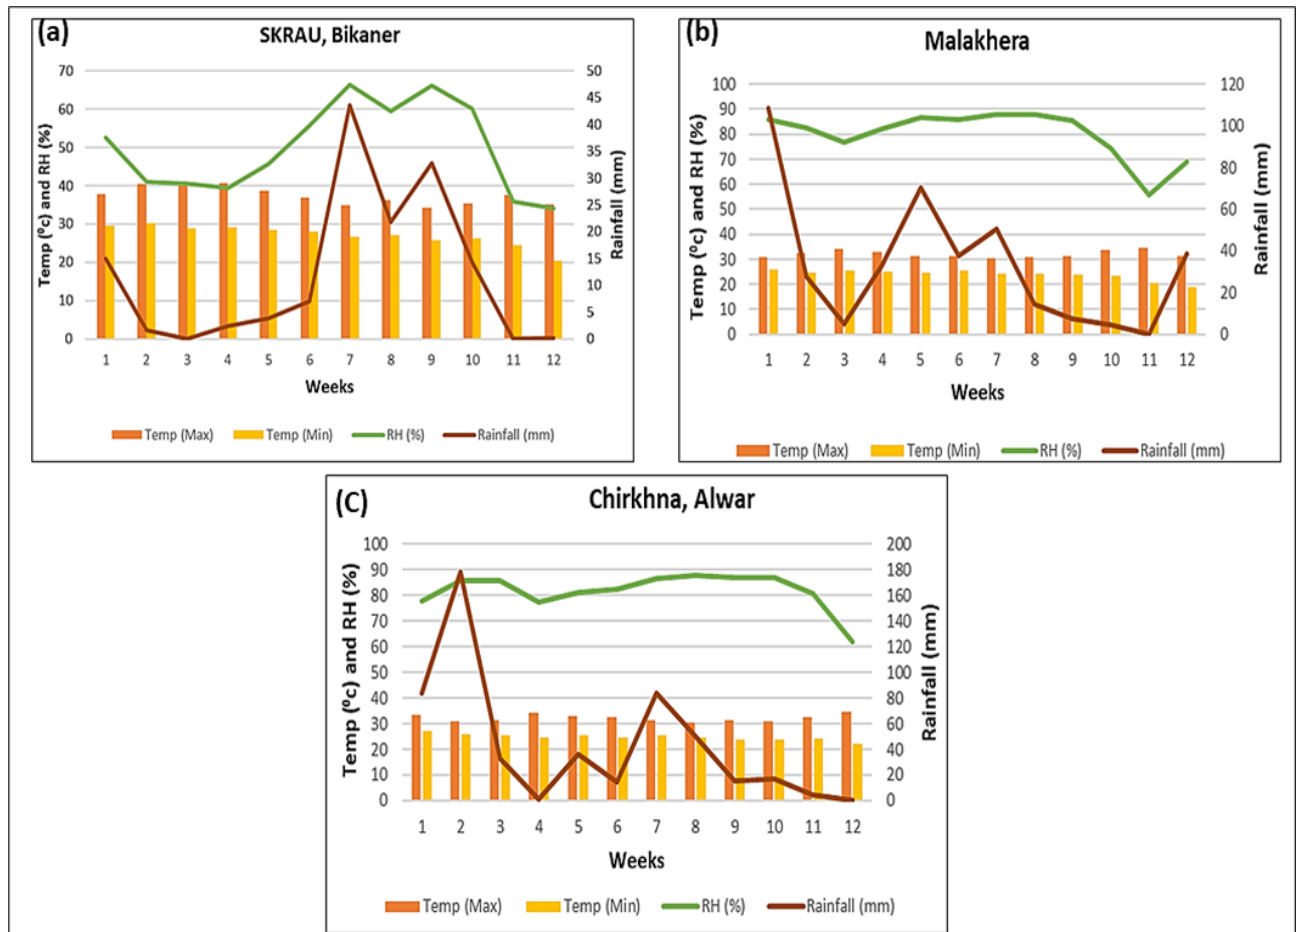 (a)
SKRAU, Bikaner
70
60
50
40
30
20
10
0
Temp (⁰c) and RH (%)
50
45
40
35
30
25
20
15
10
5
0
Rainfall (mm)
1 2 3 4 5 6 7 8 9 10 11 12
Weeks
Temp (Max) Temp (Min) RH (%) Rainfall (mm)
(b)
Malakhera
100
90
80
70
60
50
40
30
20
10
0
Temp (⁰c) and RH (%)
120
100
80
60
40
20
0
Rainfall (mm)
1 2 3 4 5 6 7 8 9 10 11 12
Weeks
Temp (Max) Temp (Min) RH (%) Rainfall (mm)
(C)
Chirkhna, Alwar
100
90
80
70
60
50
40
30
20
10
0
Temp (⁰c) and RH (%)
200
180
160
140
120
100
80
60
40
20
0
Rainfall (mm)
1 2 3 4 5 6 7 8 9 10 11 12
Weeks
Temp (Max) Temp (Min) RH (%) Rainfall (mm)